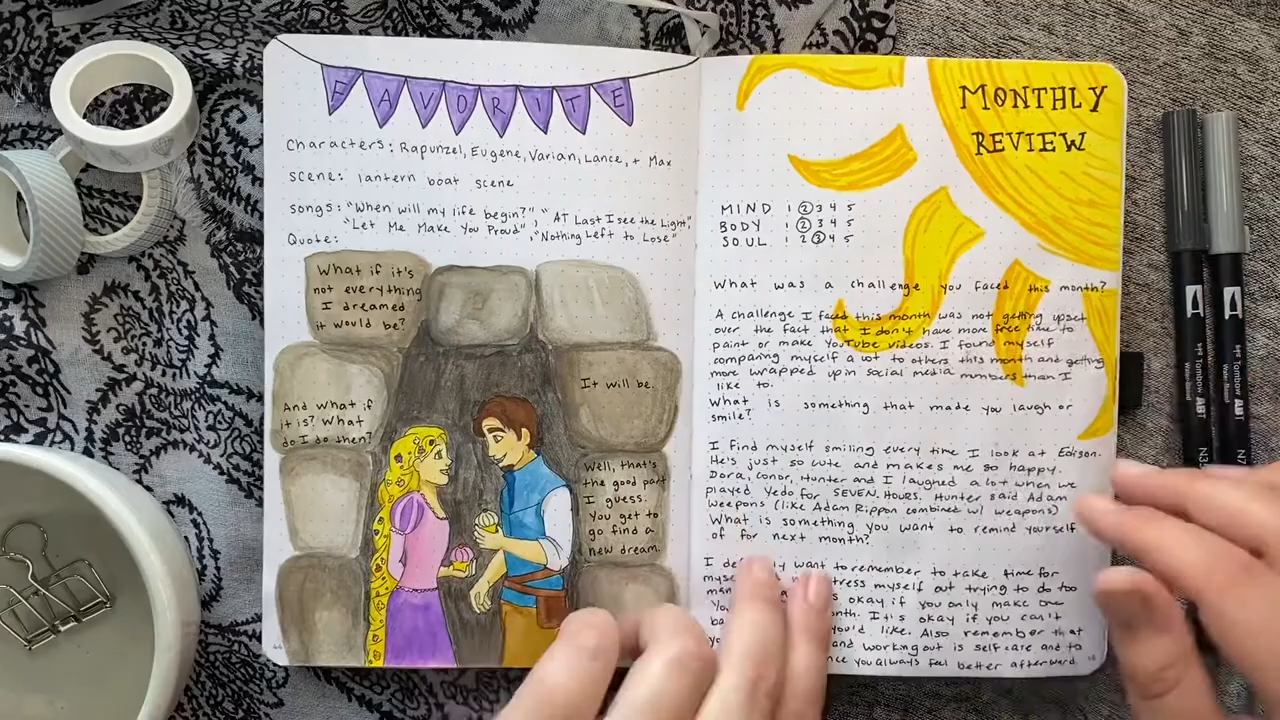 FAVORITE
Characters: Rapunzel, Eugene, Varian, Lance, + Max
scene: lantern boat scene
songs: "When will my life begin?", "AT Last I see the Light",
"Let Me Make You Proud", "Nothing Left to Lose"
Quote:
What if it's
not everything
I dreamed
it would be?
And what if
it is? What
do I do then?
It will be.
Well, that's
the good part
I guess.
You get to
go find a
new dream.
MONTHLY
REVIEW
MIND 1 2 3 4 5
BODY 1 2 3 4 5
SOUL 1 2 3 4 5
What was a challenge you faced this month?
A challenge I faced this month was not getting upset
over the fact that I don't have more free time to
paint or make YouTube videos. I found myself
comparing myself a lot to others this month and getting
more wrapped up in social media numbers than I
like to.
What is something that made you laugh or
smile?
I find myself smiling every time I look at Edison.
He's just so cute and makes me so happy.
Dora, Conor, Hunter and I laughed a lot when we
played Yedo for SEVEN HOURS. Hunter said Adam
Weapons (like Adam Rippon combined w/ weapons)
What is something you want to remind yourself
of for next month?
want to remember to take time for
stress myself out trying to do too
okay if you only make one
It's okay if you can't
you'd like. Also remember that
and working out is self care and to
you always feel better afterward.
Tombow ABT
Water-Based
Tombow ABT
Water-Based